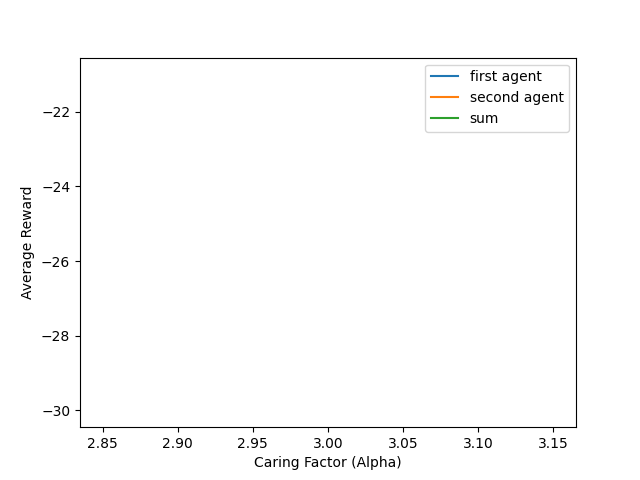 first agent
second agent
sum
−22
−24
−26
−28
−30
Average Reward
2.85 2.90 2.95 3.00 3.05 3.10 3.15
Caring Factor (Alpha)